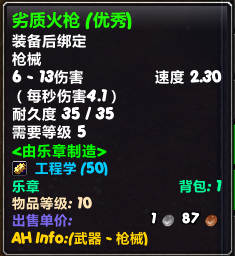 劣质火枪 (优秀)
装备后绑定
枪械
6 - 13伤害 速度 2.30
（每秒伤害4.1）
耐久度 35 / 35
需要等级 5
<由乐章制造>
工程学 (50)
乐章 背包: 1
物品等级: 10
出售单价: 1 87
AH Info:(武器 - 枪械)